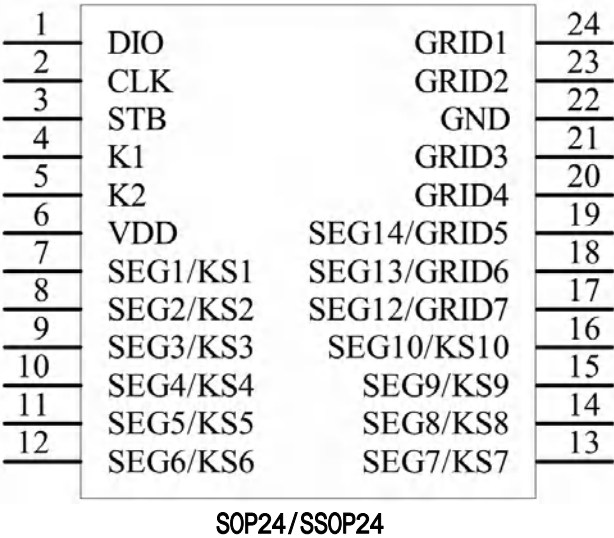 1 DIO GRID1 24
2 CLK GRID2 23
3 STB GND 22
4 K1 GRID3 21
5 K2 GRID4 20
6 VDD SEG14/GRID5 19
7 SEG1/KS1 SEG13/GRID6 18
8 SEG2/KS2 SEG12/GRID7 17
9 SEG3/KS3 SEG10/KS10 16
10 SEG4/KS4 SEG9/KS9 15
11 SEG5/KS5 SEG8/KS8 14
12 SEG6/KS6 SEG7/KS7 13
SOP24/SSOP24